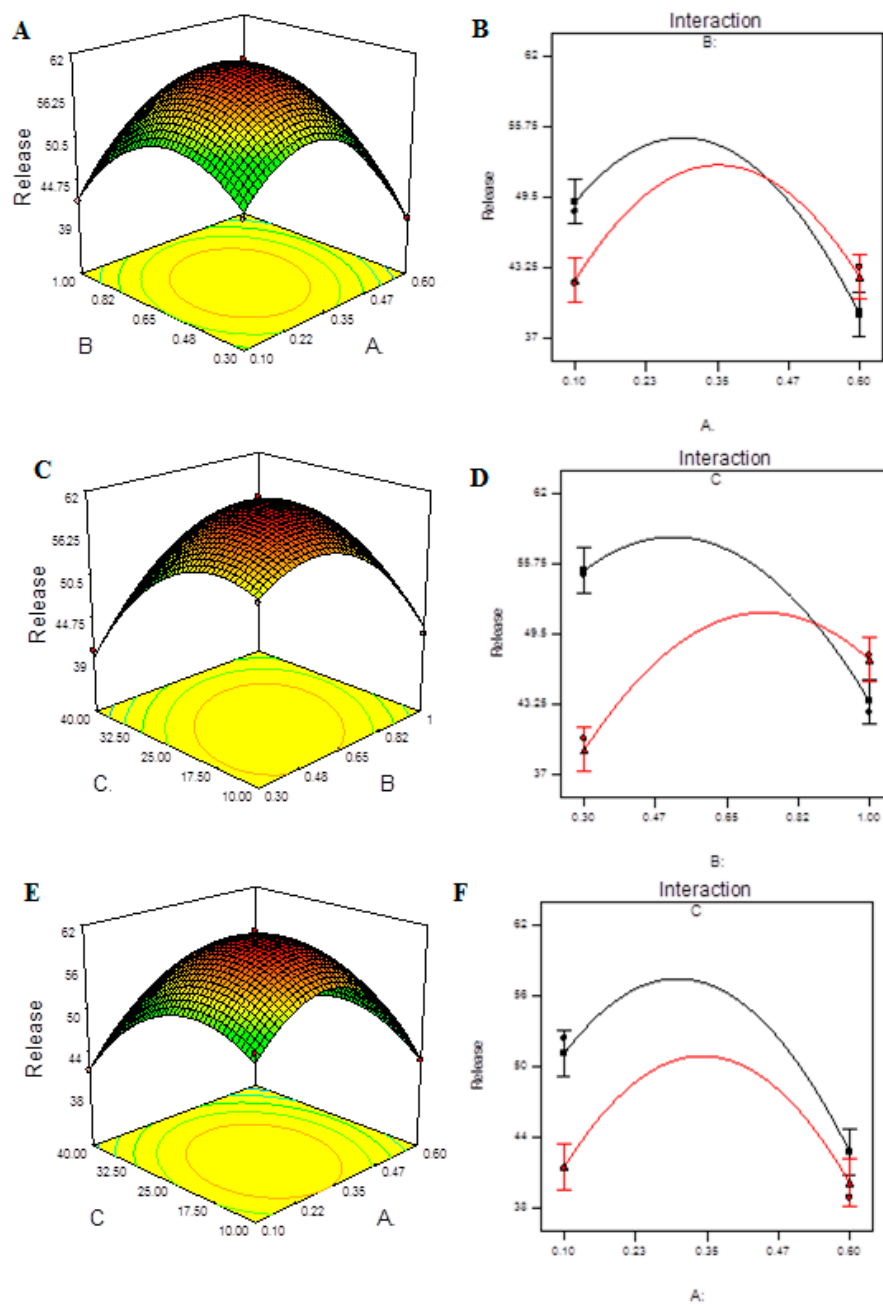 A
62
56.25
50.5
44.75
39
Release
1.00
0.82
0.65
0.48
0.30
B
0.60
0.47
0.35
0.22
0.10
A.
B
Interaction
B:
62
55.75
49.5
43.25
37
Release
0.10
0.23
0.35
0.47
0.60
A.
C
62
56.25
50.5
44.75
39
Release
40.00
32.50
25.00
17.50
10.00
C.
1
0.82
0.65
0.48
0.30
B
D
Interaction
C
62
55.75
49.5
43.25
37
Release
0.30
0.47
0.65
0.82
1.00
B:
E
62
56
50
44
38
Release
40.00
32.50
25.00
17.50
10.00
C
0.60
0.47
0.35
0.22
0.10
A.
F
Interaction
C
62
56
50
44
38
Release
0.10
0.23
0.35
0.47
0.60
A: